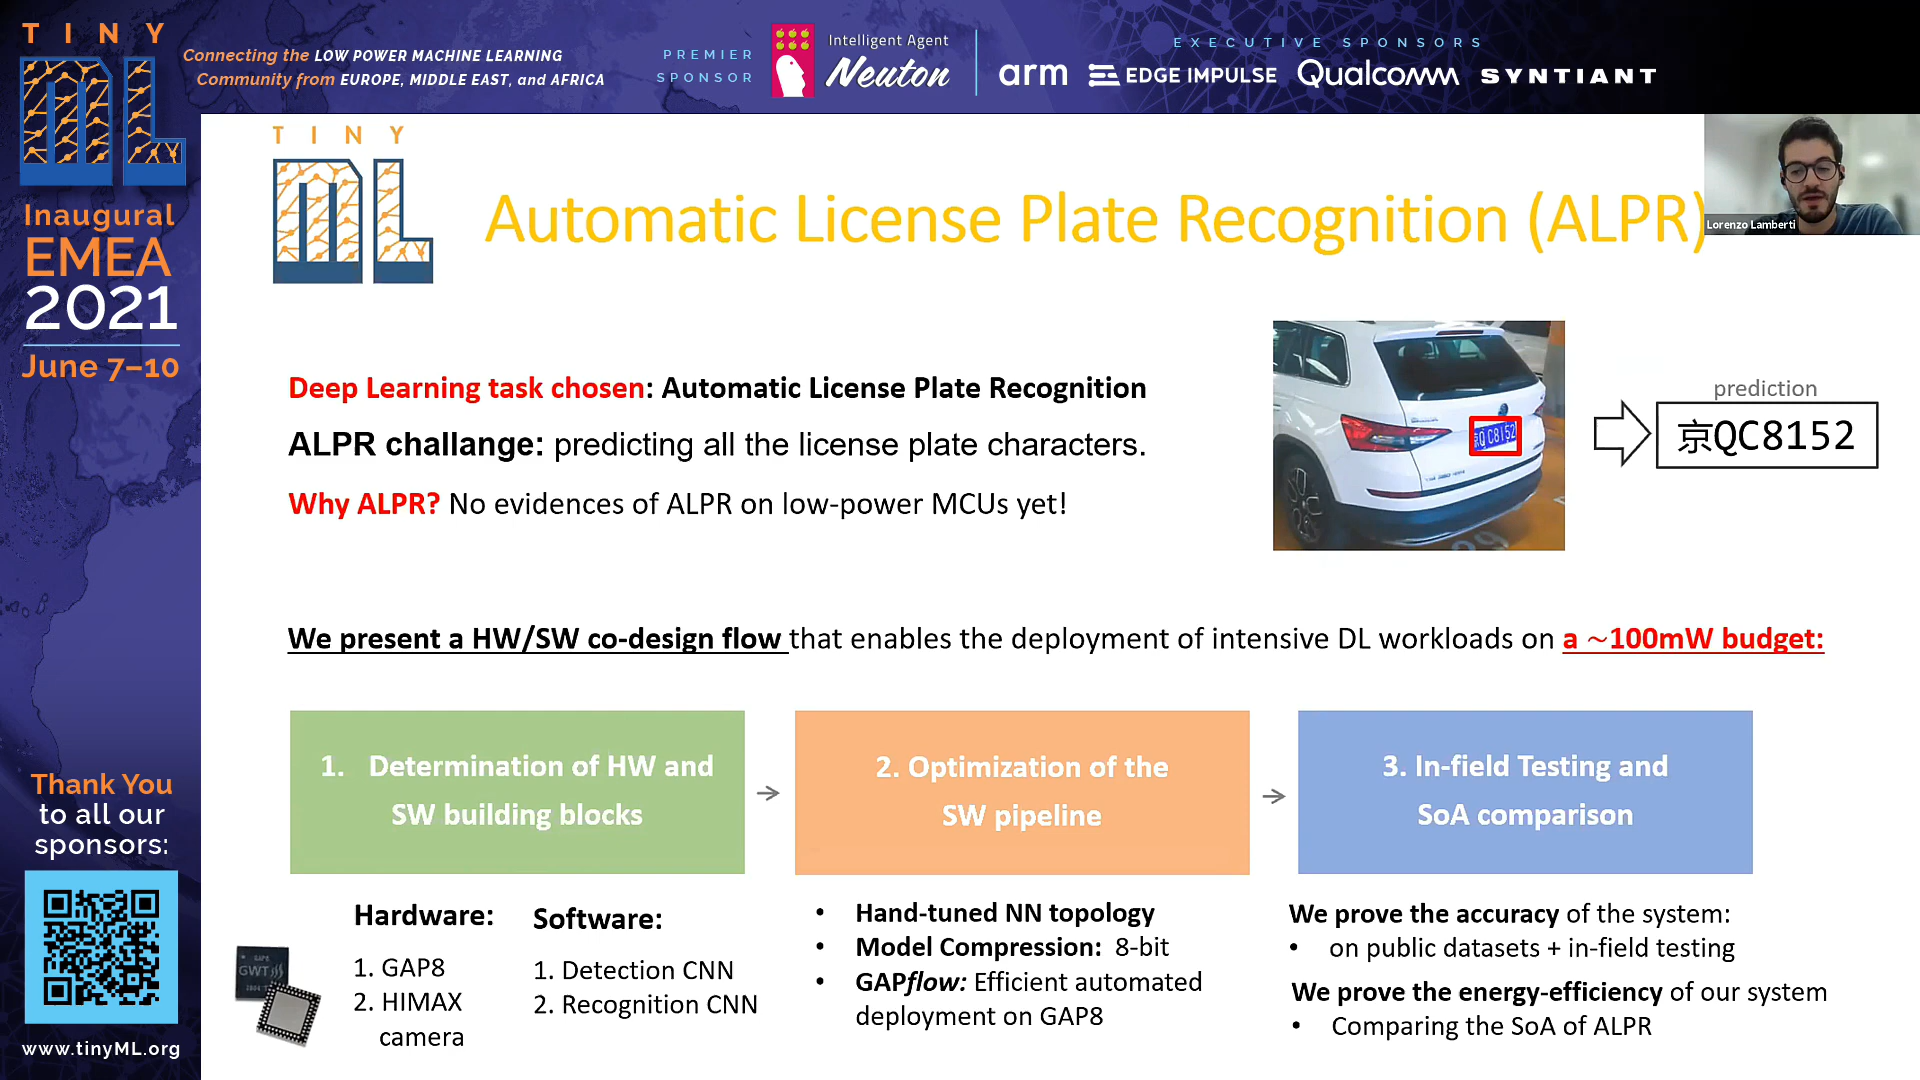 TINY
ML
Connecting the LOW POWER MACHINE LEARNING
Community from EUROPE, MIDDLE EAST, and AFRICA
PREMIER
SPONSOR
Intelligent Agent
Neuton
EXECUTIVE SPONSORS
arm
EDGE IMPULSE
Qualcomm
SYNTIANT
Inaugural
EMEA
2021
June 7–10
Thank You
to all our
sponsors:
www.tinyML.org
TINY
ML
Automatic License Plate Recognition (ALPR)
Lorenzo Lamberti
Deep Learning task chosen: Automatic License Plate Recognition
ALPR challange: predicting all the license plate characters.
Why ALPR? No evidences of ALPR on low-power MCUs yet!
京Q C8152
prediction
京QC8152
We present a HW/SW co-design flow that enables the deployment of intensive DL workloads on a ~100mW budget:
1. Determination of HW and
SW building blocks
2. Optimization of the
SW pipeline
3. In-field Testing and
SoA comparison
Hardware:
1. GAP8
2. HIMAX
camera
GWT
Software:
1. Detection CNN
2. Recognition CNN
• Hand-tuned NN topology
• Model Compression: 8-bit
• GAPflow: Efficient automated
deployment on GAP8
We prove the accuracy of the system:
• on public datasets + in-field testing
We prove the energy-efficiency of our system
• Comparing the SoA of ALPR